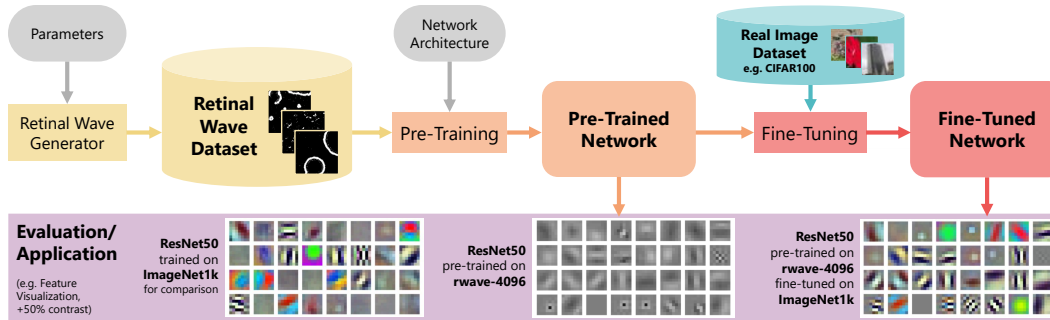 Parameters
Network
Architecture
Real Image
Dataset
e.g. CIFAR100
Retinal Wave
Generator
Retinal
Wave
Dataset
Pre-Training
Pre-Trained
Network
Fine-Tuning
Fine-Tuned
Network
Evaluation/
Application
(e.g. Feature
Visualization,
+50% contrast)
ResNet50
trained on
ImageNet1k
for comparison
ResNet50
pre-trained on
rwave-4096
ResNet50
pre-trained on
rwave-4096
fine-tuned on
ImageNet1k